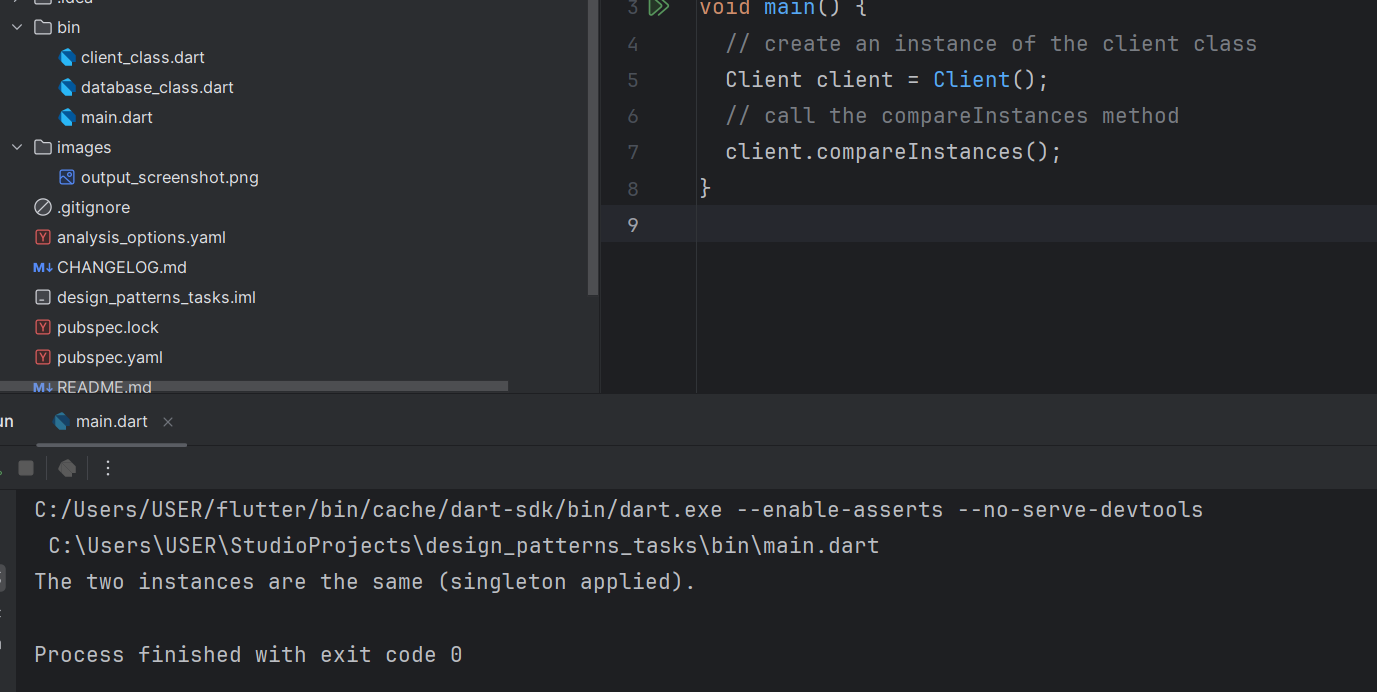 .idea
bin
client_class.dart
database_class.dart
main.dart
images
output_screenshot.png
.gitignore
analysis_options.yaml
M↓ CHANGELOG.md
design_patterns_tasks.iml
pubspec.lock
pubspec.yaml
M↓ README.md
3 void main() {
4 // create an instance of the client class
5 Client client = Client();
6 // call the compareInstances method
7 client.compareInstances();
8 }
9
un main.dart ×
C:/Users/USER/flutter/bin/cache/dart-sdk/bin/dart.exe --enable-asserts --no-serve-devtools
C:\Users\USER\StudioProjects\design_patterns_tasks\bin\main.dart
The two instances are the same (singleton applied).
Process finished with exit code 0